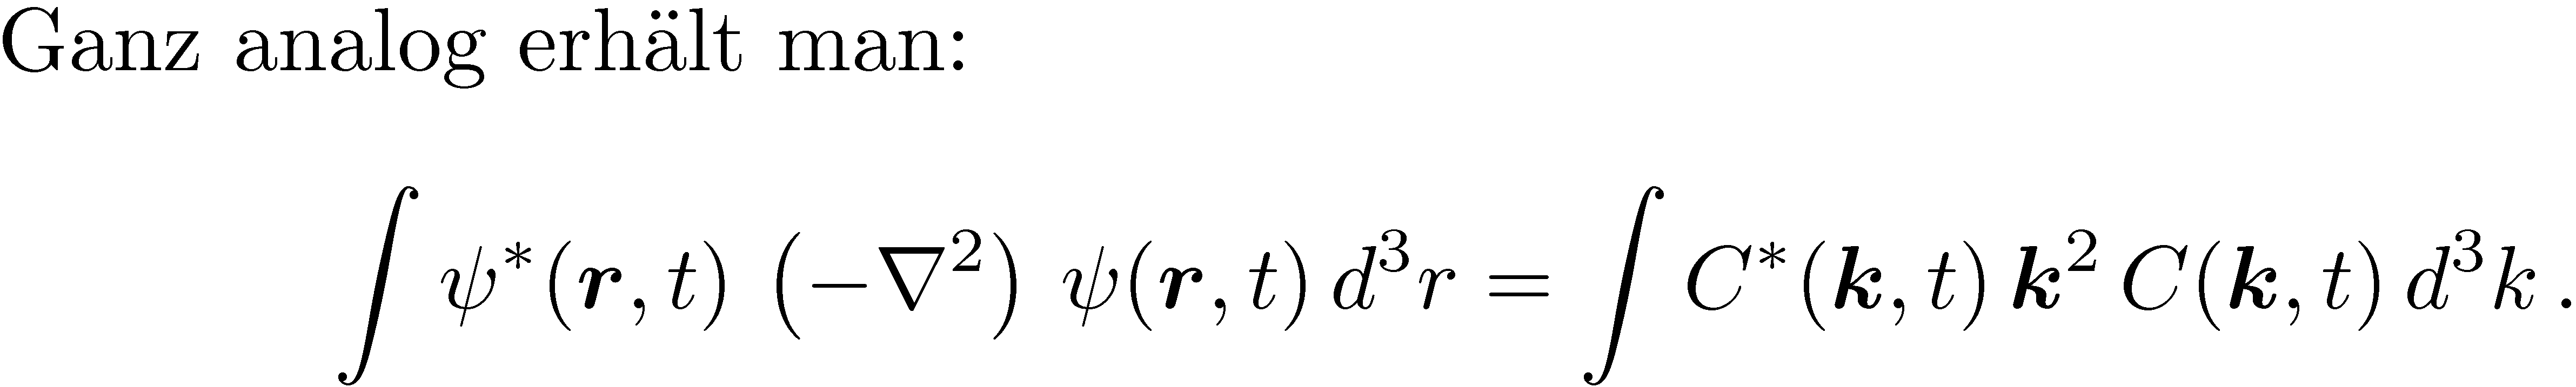 Ganz analog erhält man:
∫ ψ*(r, t) (−∇²) ψ(r, t) d³r = ∫ C*(k, t) k² C(k, t) d³k .